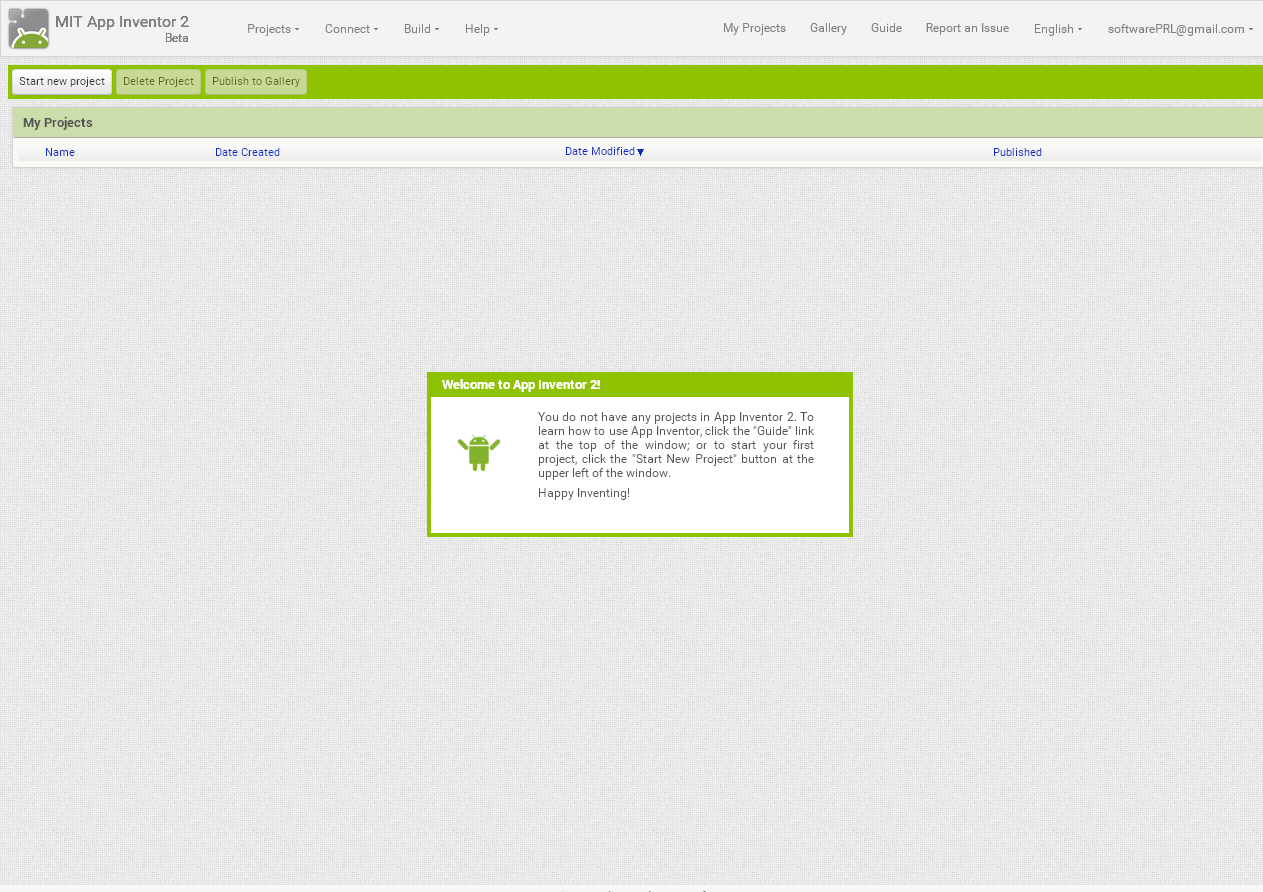 MIT App Inventor 2
Beta
Projects Connect Build Help My Projects Gallery Guide Report an Issue English softwarePRL@gmail.com
Start new project Delete Project Publish to Gallery
My Projects
Name Date Created Date Modified▼ Published
Welcome to App Inventor 2!
You do not have any projects in App Inventor 2. To
learn how to use App Inventor, click the "Guide" link
at the top of the window; or to start your first
project, click the "Start New Project" button at the
upper left of the window.
Happy Inventing!